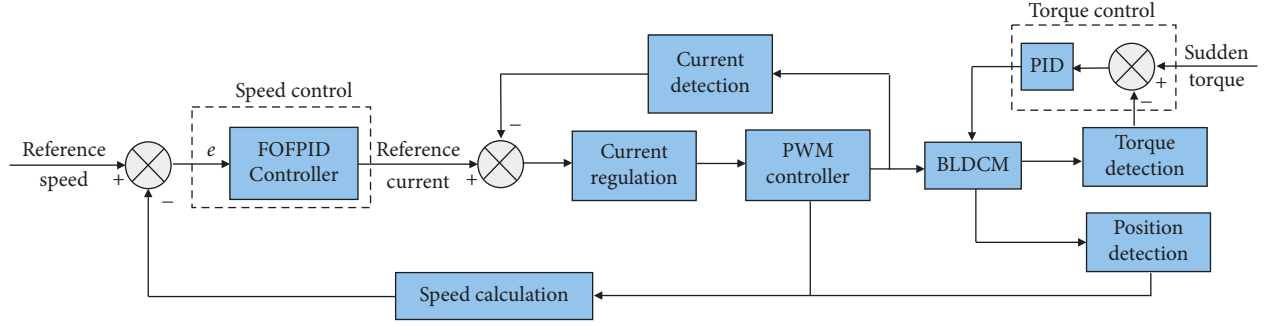 Torque control
Sudden
torque
PID
+
−
Current
detection
Speed control
−
Reference
speed
+
−
e
FOFPID
Controller
Reference
current
+
Current
regulation
PWM
controller
BLDCM
Torque
detection
Position
detection
Speed calculation